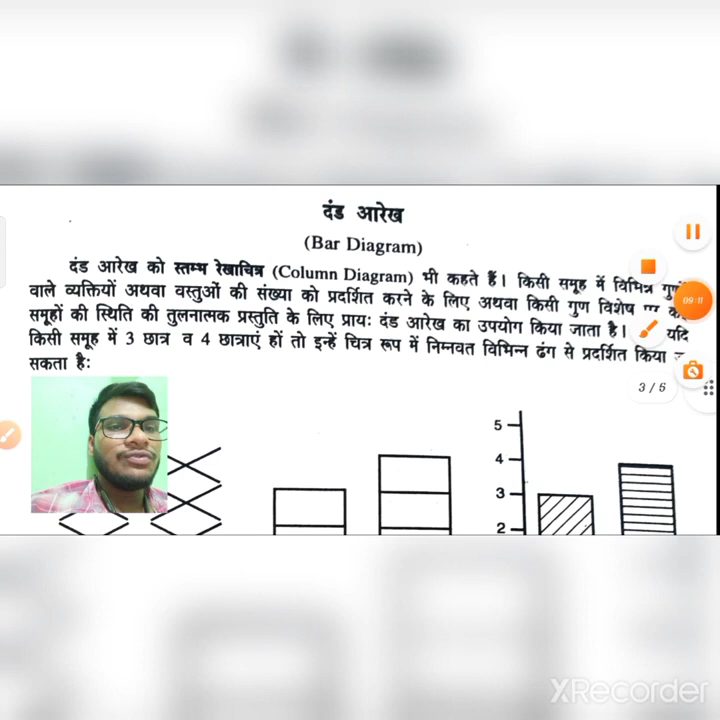 दंड आरेख
(Bar Diagram)
दंड आरेख को स्तम्भ रेखाचित्र (Column Diagram) भी कहते हैं। किसी समूह में विभिन्न
वाले व्यक्तियों अथवा वस्तुओं की संख्या को प्रदर्शित करने के लिए अथवा किसी गुण विशेष
समूहों की स्थिति की तुलनात्मक प्रस्तुति के लिए प्रायः दंड आरेख का उपयोग किया जाता है। यदि
किसी समूह में 3 छात्र व 4 छात्राएं हों तो इन्हें चित्र रूप में निम्नवत विभिन्न ढंग से प्रदर्शित किया
सकता है:
09:11
3 / 5
5
4
3
2
XRecorder